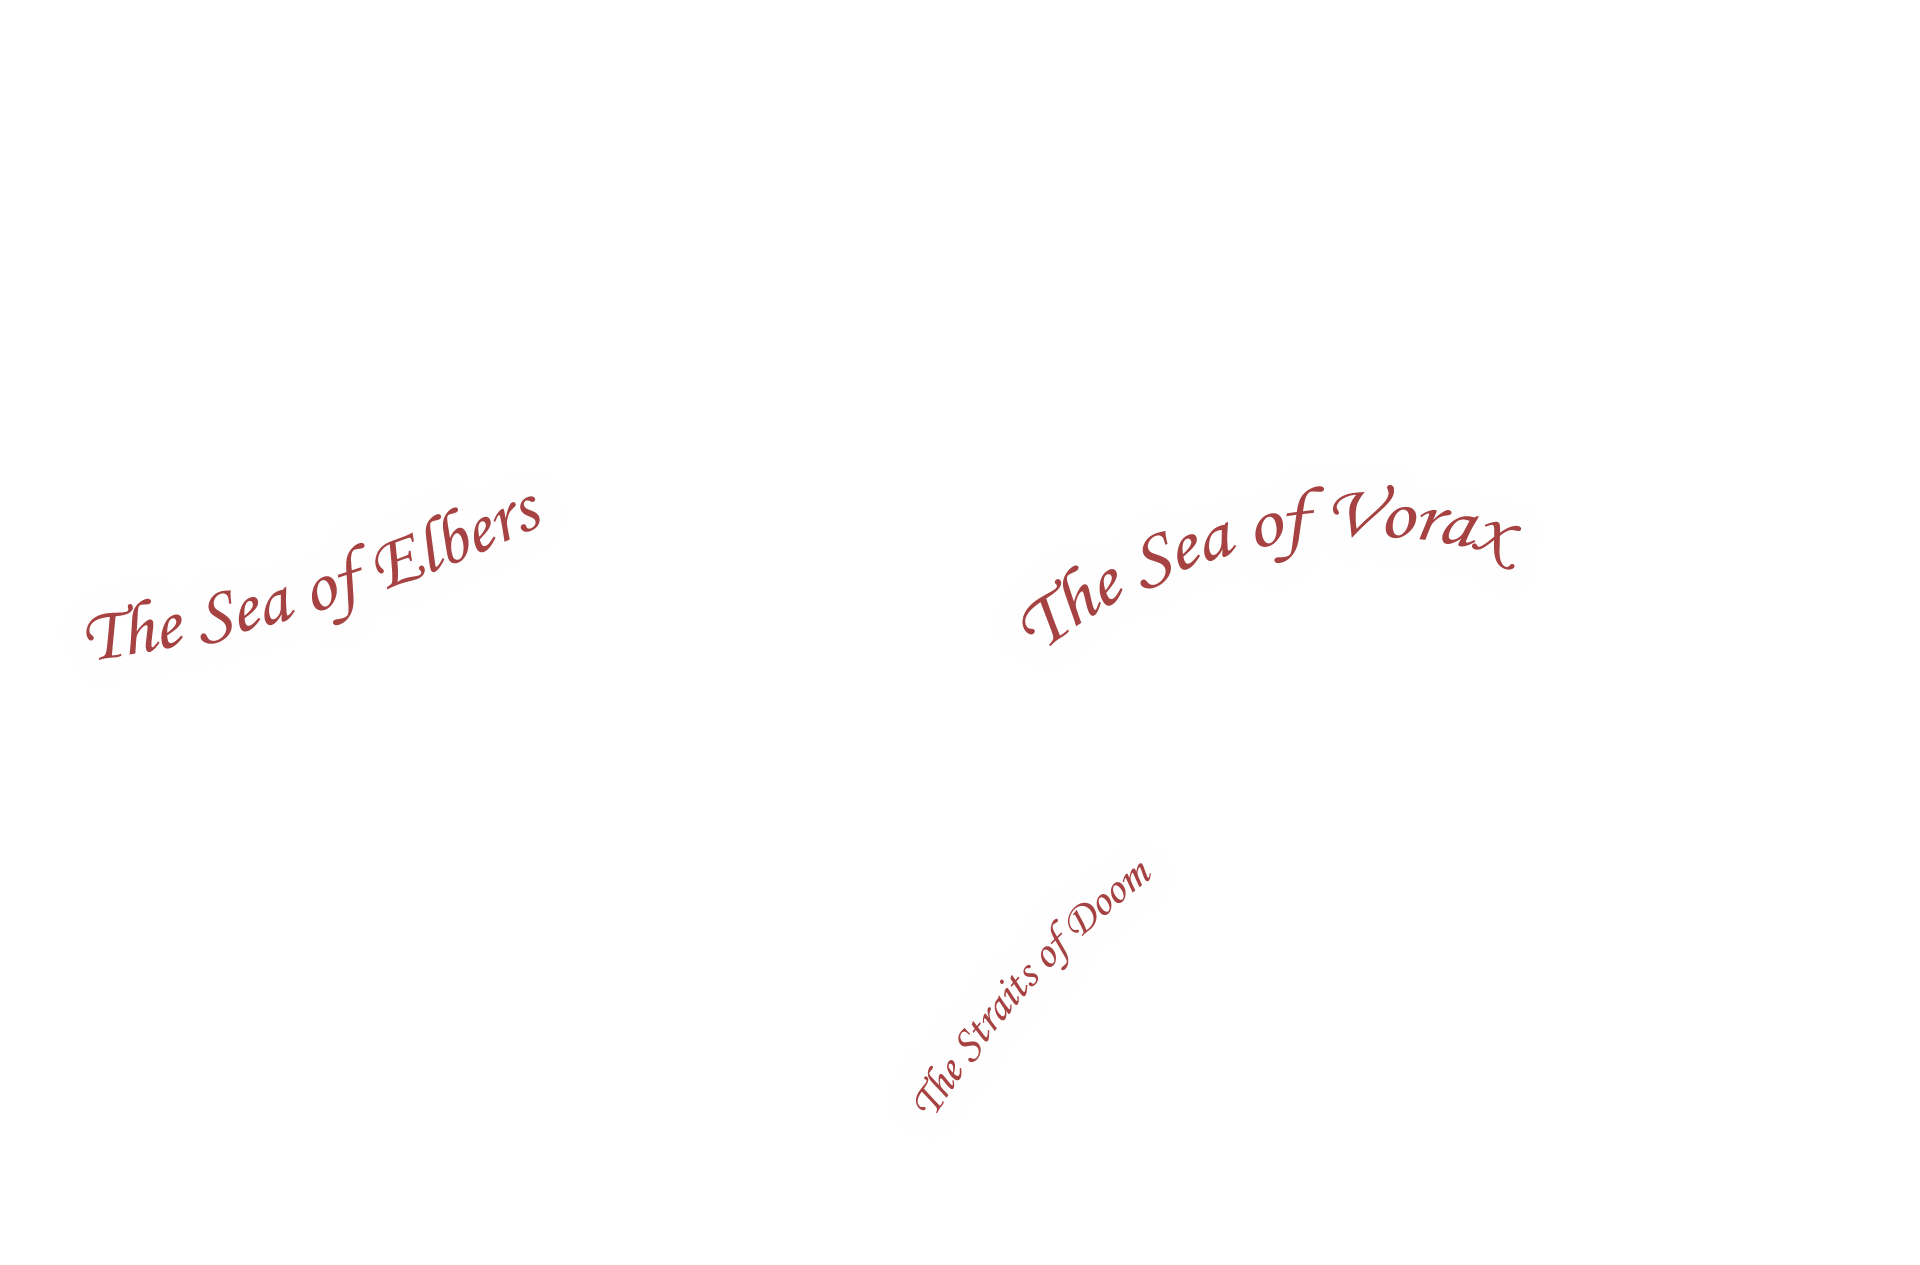 The Sea of Elbers
The Sea of Vorax
The Straits of Doom